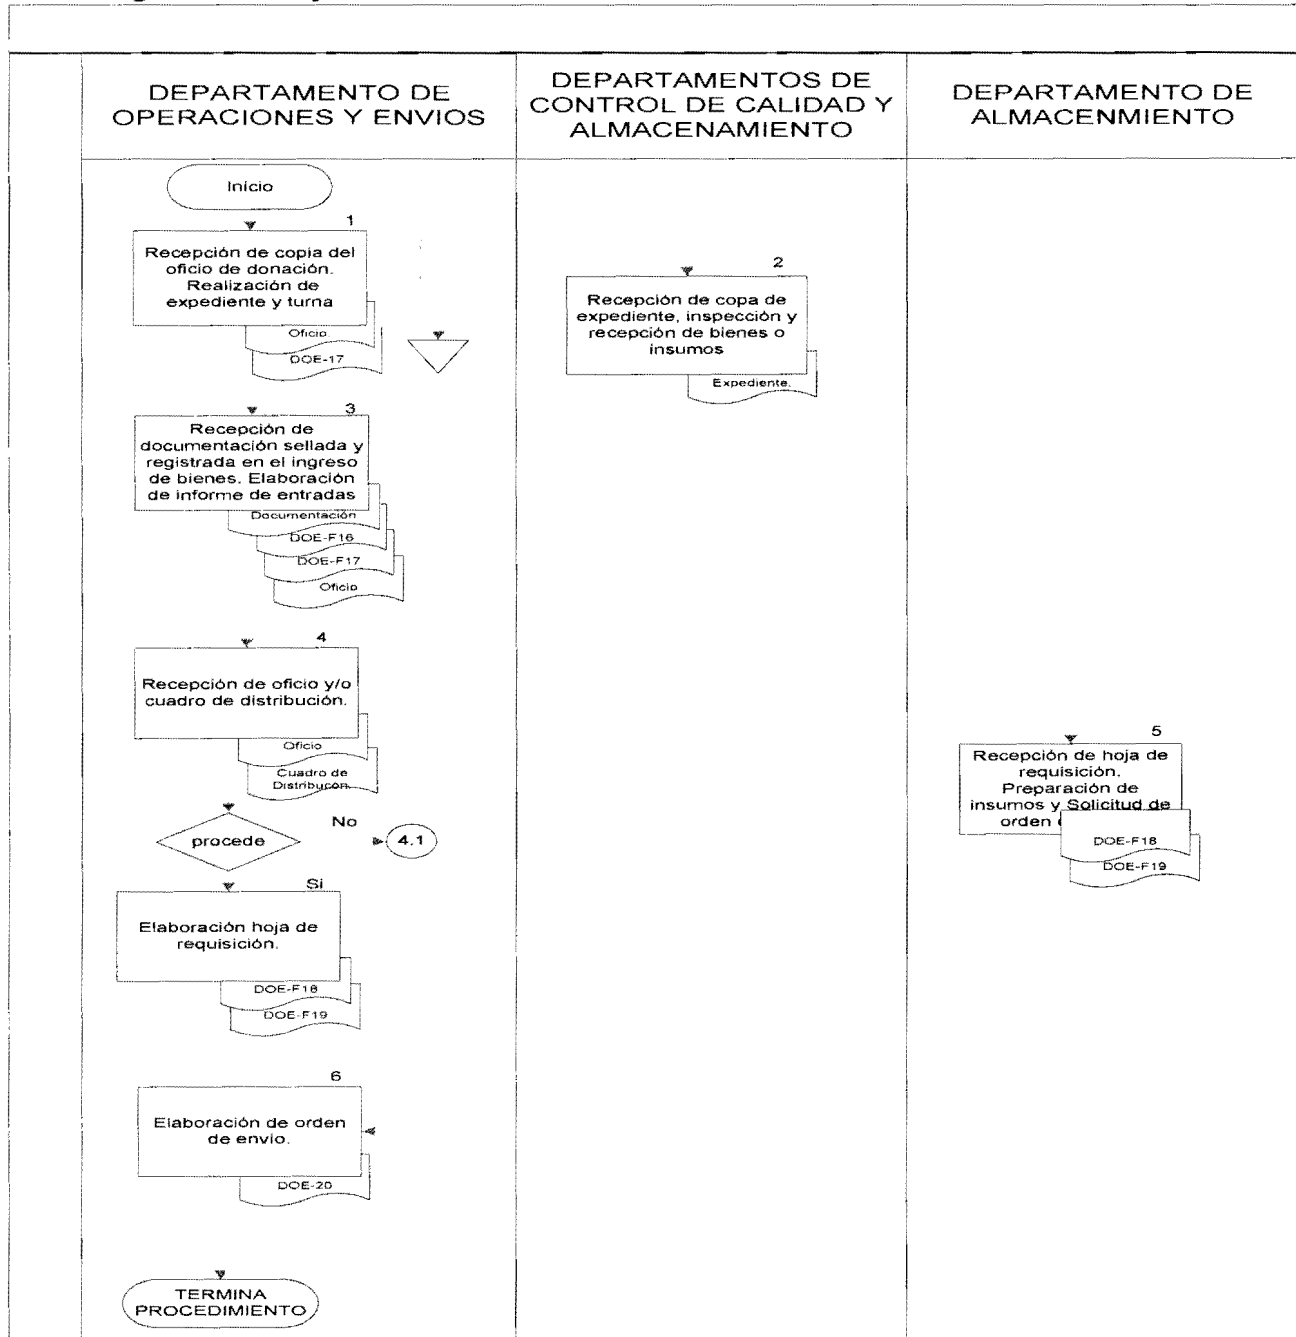 DEPARTAMENTO DE
OPERACIONES Y ENVIOS
DEPARTAMENTOS DE
CONTROL DE CALIDAD Y
ALMACENAMIENTO
DEPARTAMENTO DE
ALMACENMIENTO
Início
1
Recepción de copia del
oficio de donación.
Realización de
expediente y turna
Oficio.
DOE-17
2
Recepción de copa de
expediente, inspección y
recepción de bienes o
insumos
Expediente.
3
Recepción de
documentación sellada y
registrada en el ingreso
de bienes. Elaboración
de informe de entradas
Documentación
DOE-F16
DOE-F17
Oficio
4
Recepción de oficio y/o
cuadro de distribución.
Oficio
Cuadro de
Distribucón
procede
No
4.1
Si
Elaboración hoja de
requisición.
DOE-F18
DOE-F19
5
Recepción de hoja de
requisición.
Preparación de
insumos y Solicitud de
orden
DOE-F18
DOE-F19
6
Elaboración de orden
de envío.
DOE-20
TERMINA
PROCEDIMIENTO